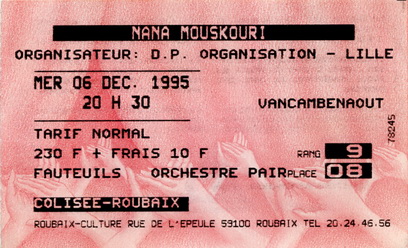 NANA MOUSKOURI
ORGANISATEUR: D.P. ORGANISATION - LILLE
MER 06 DEC. 1995
20 H 30
VANCAMBENAOUT
TARIF NORMAL
230 F + FRAIS 10 F
RANG 9
FAUTEUILS ORCHESTRE PAIR PLACE 08
78245
COLISEE-ROUBAIX
ROUBAIX-CULTURE RUE DE L'EPEULE 59100 ROUBAIX TEL 20.24.46.56